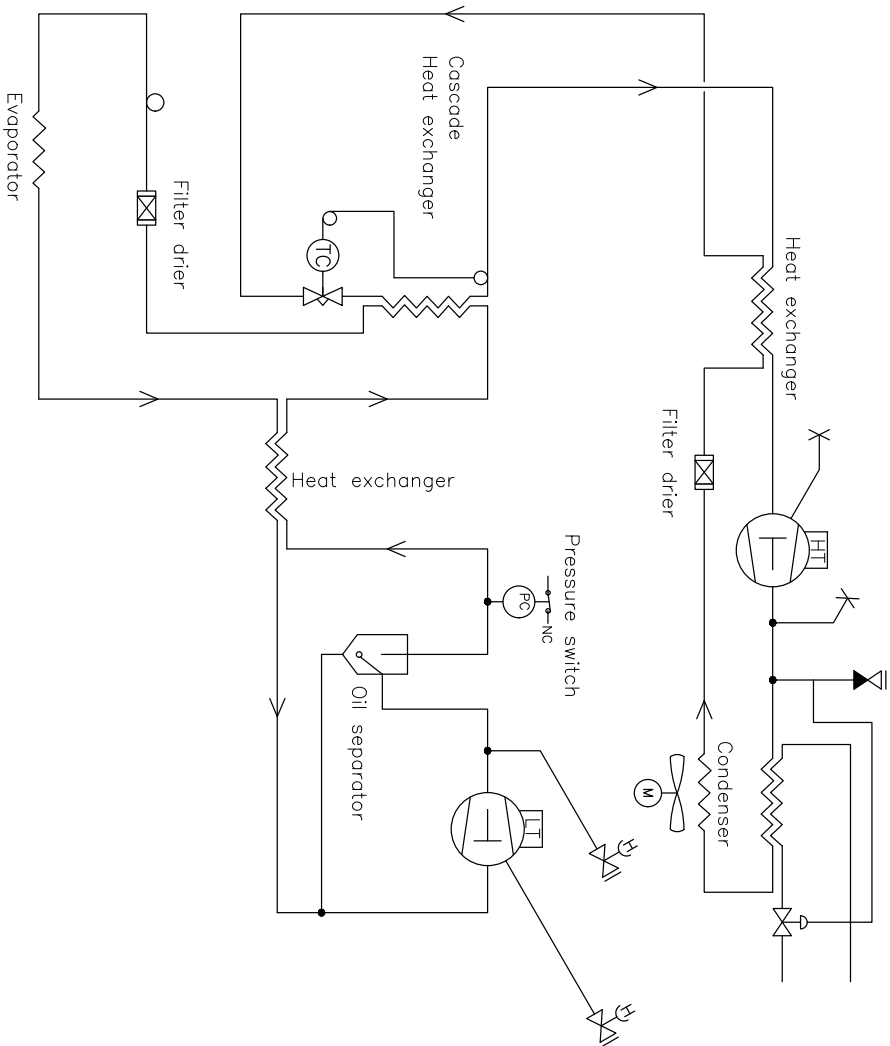 Cascade
Heat exchanger
Evaporator
Filter drier
TC
Heat exchanger
Filter drier
HT
Heat exchanger
Pressure switch
PC
NC
Oil separator
Condenser
M
LT
H
H